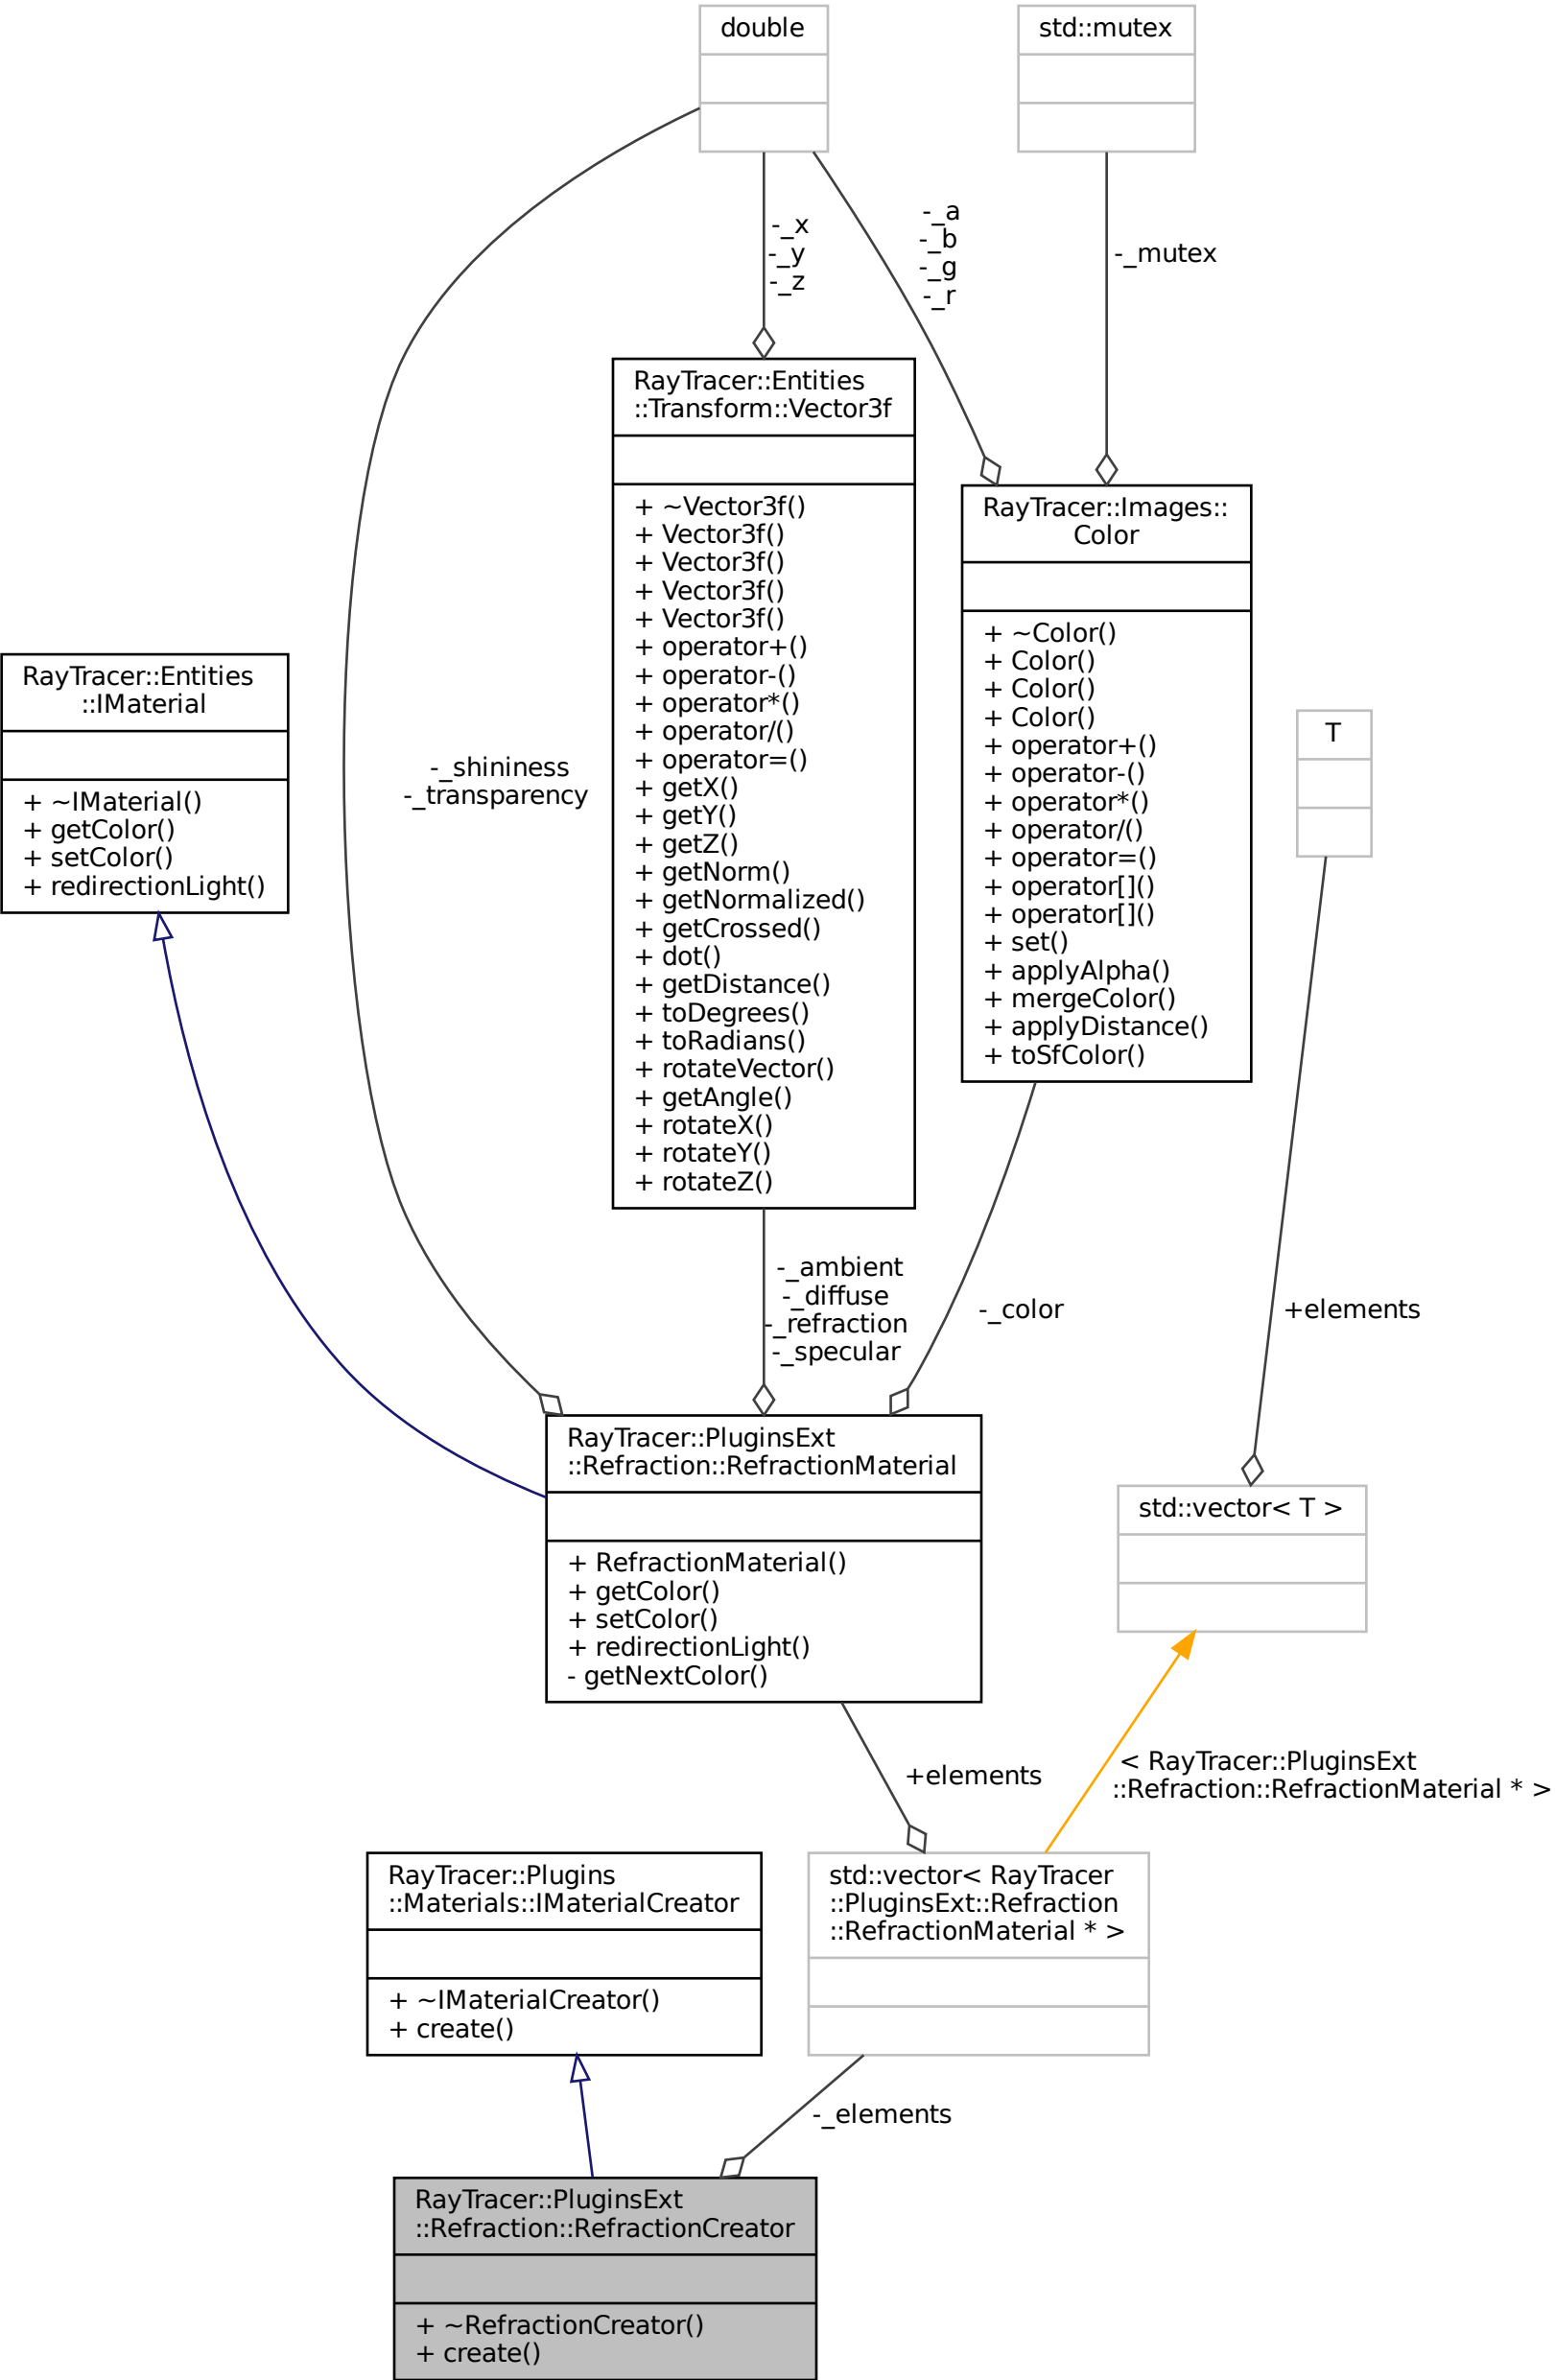 double
std::mutex
-_x
-_y
-_z
-_a
-_b
-_g
-_r
-_mutex
RayTracer::Entities
::Transform::Vector3f
+ ~Vector3f()
+ Vector3f()
+ Vector3f()
+ Vector3f()
+ Vector3f()
+ operator+()
+ operator-()
+ operator*()
+ operator/()
+ operator=()
+ getX()
+ getY()
+ getZ()
+ getNorm()
+ getNormalized()
+ getCrossed()
+ dot()
+ getDistance()
+ toDegrees()
+ toRadians()
+ rotateVector()
+ getAngle()
+ rotateX()
+ rotateY()
+ rotateZ()
RayTracer::Images::
Color
+ ~Color()
+ Color()
+ Color()
+ Color()
+ operator+()
+ operator-()
+ operator*()
+ operator/()
+ operator=()
+ operator[]()
+ operator[]()
+ set()
+ applyAlpha()
+ mergeColor()
+ applyDistance()
+ toSfColor()
RayTracer::Entities
::IMaterial
+ ~IMaterial()
+ getColor()
+ setColor()
+ redirectionLight()
-_shininess
-_transparency
T
-_ambient
-_diffuse
-_refraction
-_specular
-_color
+elements
RayTracer::PluginsExt
::Refraction::RefractionMaterial
+ RefractionMaterial()
+ getColor()
+ setColor()
+ redirectionLight()
- getNextColor()
std::vector< T >
+elements
< RayTracer::PluginsExt
::Refraction::RefractionMaterial * >
RayTracer::Plugins
::Materials::IMaterialCreator
+ ~IMaterialCreator()
+ create()
std::vector< RayTracer
::PluginsExt::Refraction
::RefractionMaterial * >
-_elements
RayTracer::PluginsExt
::Refraction::RefractionCreator
+ ~RefractionCreator()
+ create()